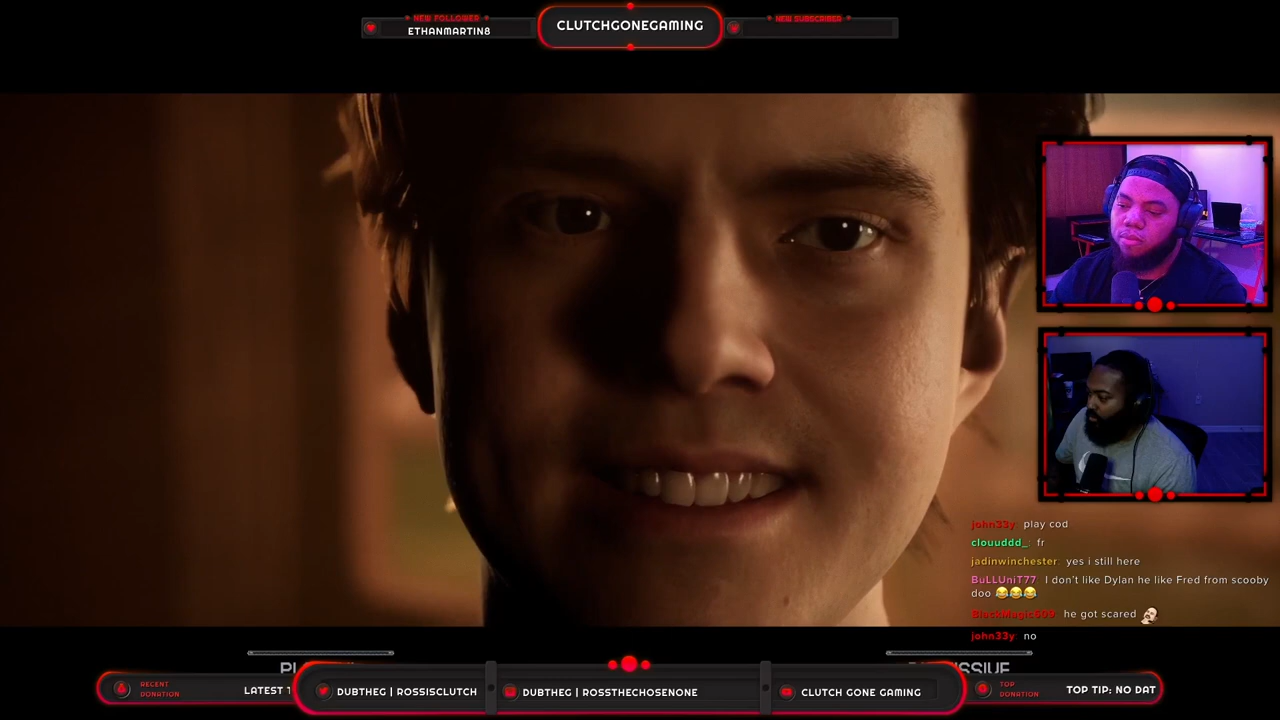 NEW FOLLOWER
ETHANMARTIN8
CLUTCHGONEGAMING
NEW SUBSCRIBER
john33y: play cod
clouuddd_: fr
jadinwinchester: yes i still here
BuLLUniT77 I don't like Dylan he like Fred from scooby
doo 😂😂😂
BlackMagic609 he got scared
john33y: no
RECENT
DONATION
LATEST
DUBTHEG | ROSSISCLUTCH
DUBTHEG | ROSSTHECHOSENONE
CLUTCH GONE GAMING
TOP
DONATION
TOP TIP: NO DAT